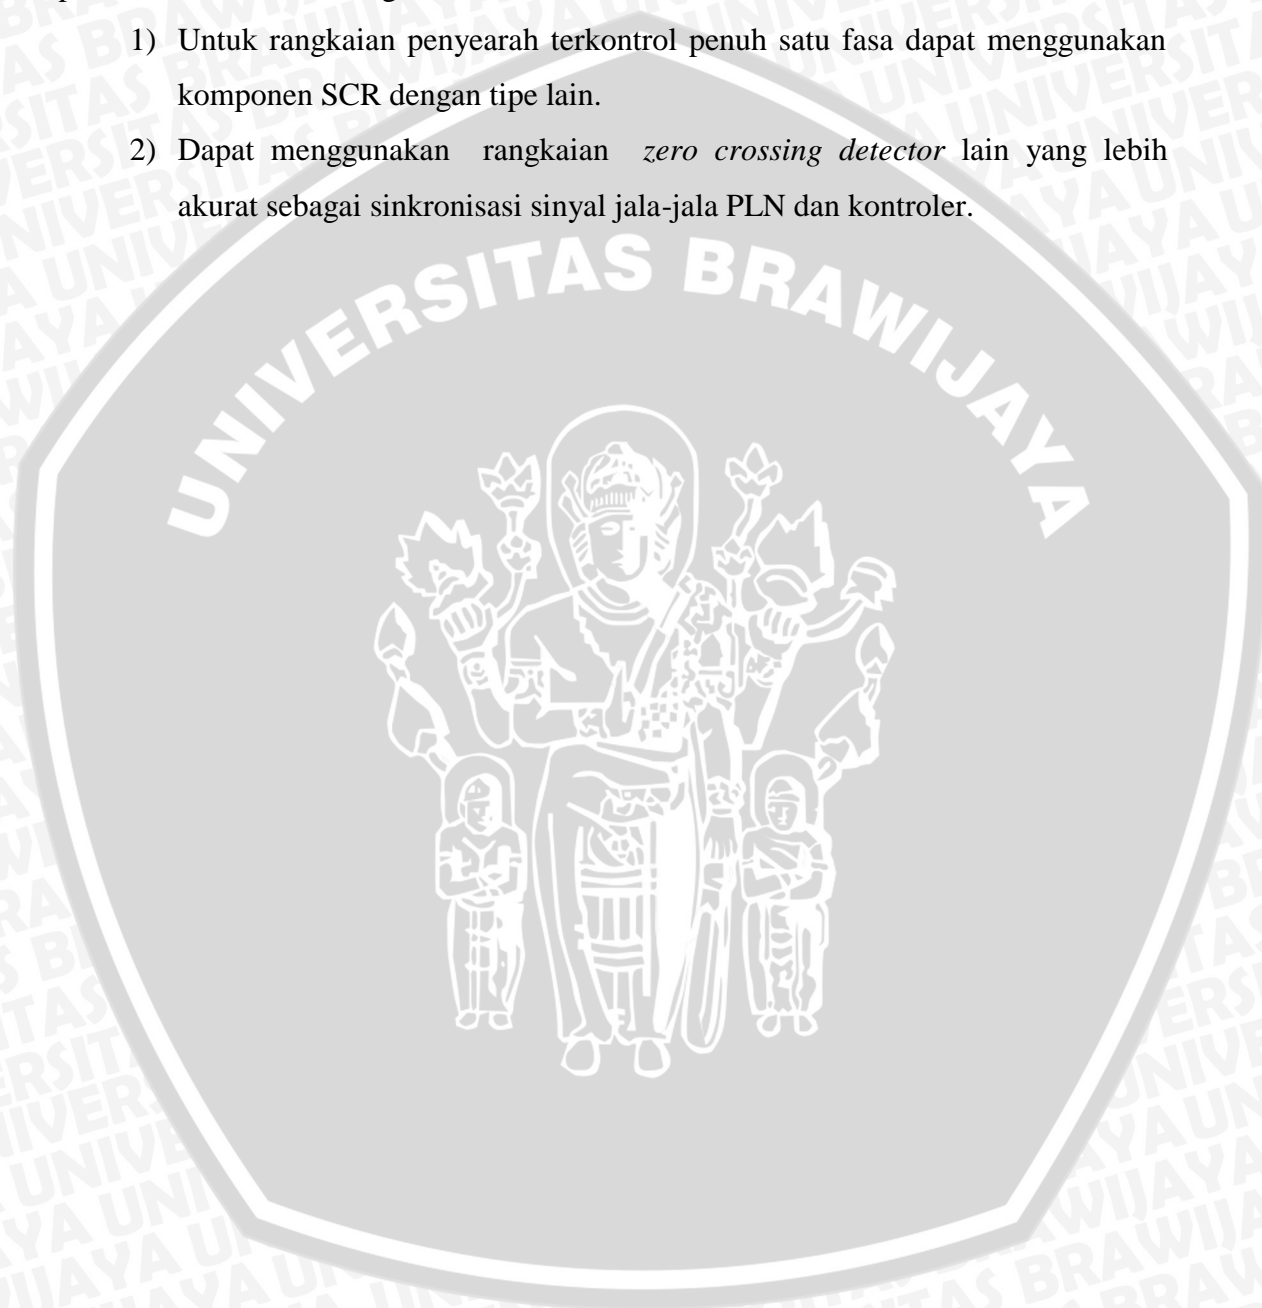 1) Untuk rangkaian penyearah terkontrol penuh satu fasa dapat menggunakan
komponen SCR dengan tipe lain.
2) Dapat menggunakan rangkaian zero crossing detector lain yang lebih
akurat sebagai sinkronisasi sinyal jala-jala PLN dan kontroler.
UNIVERSITAS BRAWIJAYA